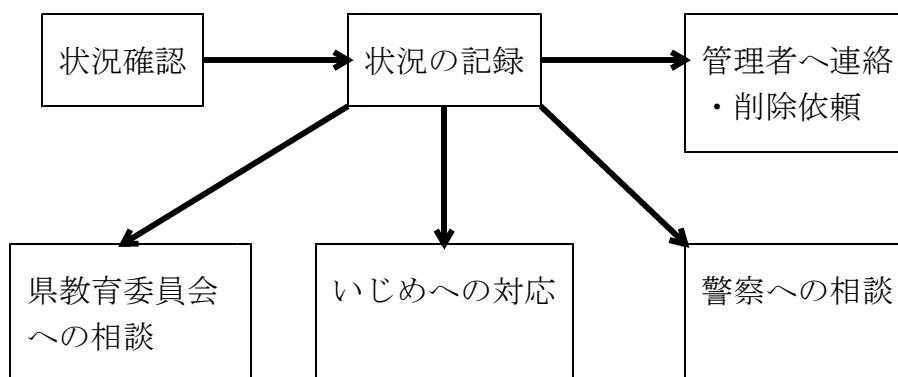 状況確認
状況の記録
管理者へ連絡
・削除依頼
県教育委員会
への相談
いじめへの対応
警察への相談